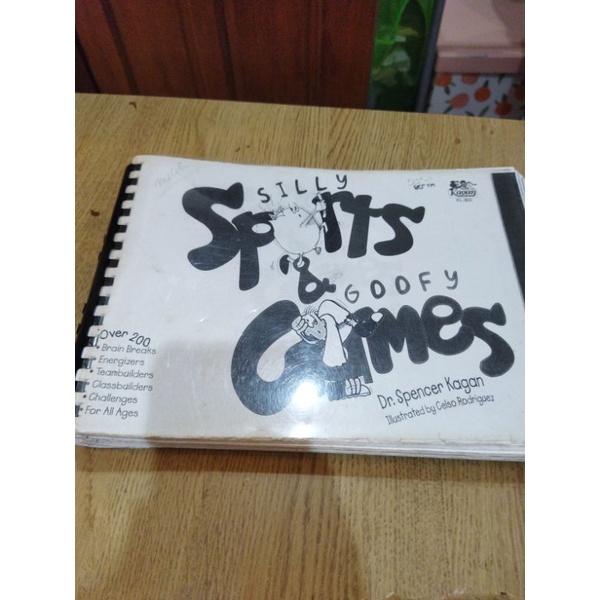 SILLY
Sports
&
GOOFY
Games
Kagan
Over 200
• Brain Breaks
• Energizers
• Teambuilders
• Classbuilders
• Challenges
• For All Ages
Dr. Spencer Kagan
Illustrated by Celso Rodriguez